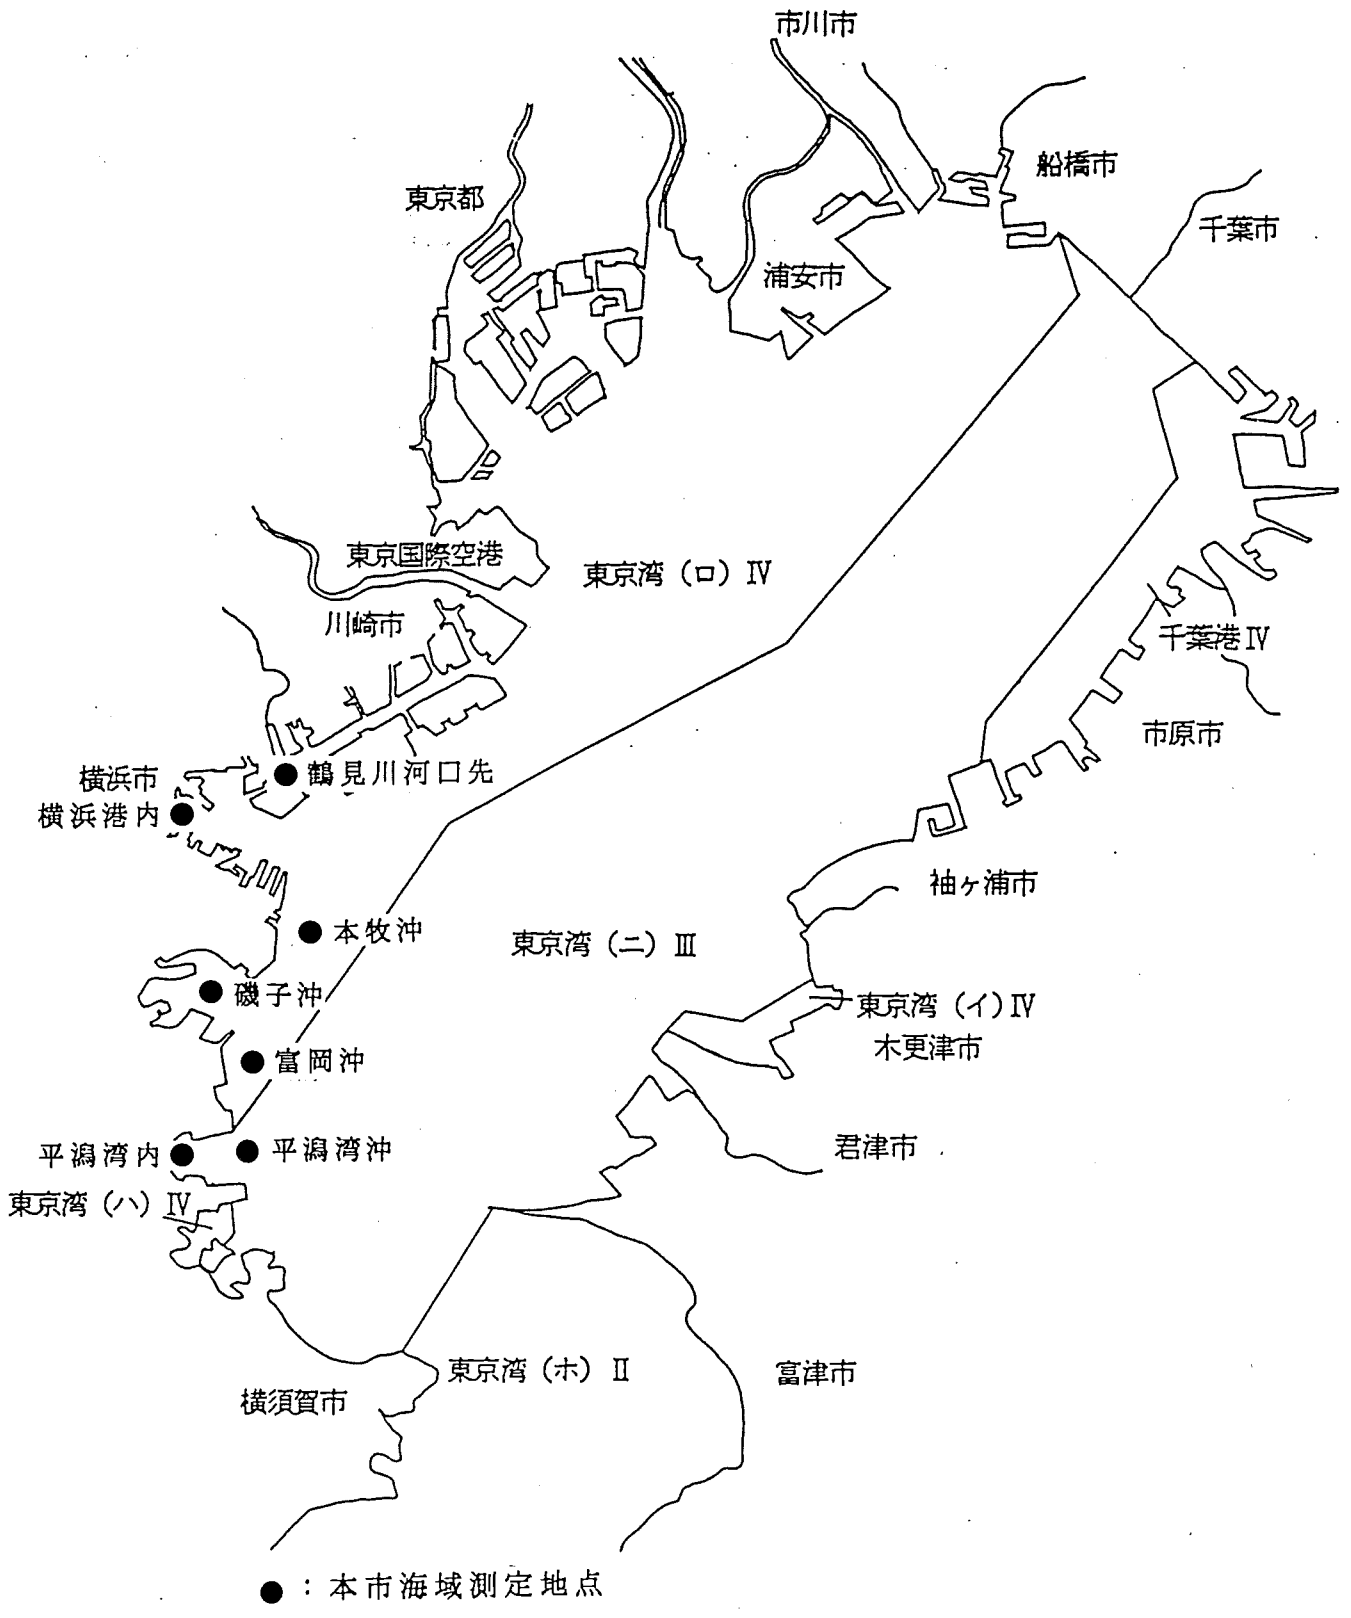 市川市
船橋市
東京都
千葉市
浦安市
東京国際空港
東京湾（ロ）Ⅳ
川崎市
千葉港Ⅳ
市原市
横浜市
鶴見川河口先
横浜港内
袖ヶ浦市
本牧沖
東京湾（ニ）Ⅲ
磯子沖
東京湾（イ）Ⅳ
木更津市
富岡沖
君津市
平潟湾内
平潟湾沖
東京湾（ハ）Ⅳ
東京湾（ホ）Ⅱ
富津市
横須賀市
●：本市海域測定地点